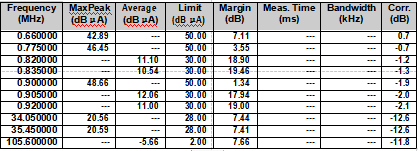 Frequency (MHz) MaxPeak (dB µA) Average (dB µA) Limit (dB µA) Margin (dB) Meas. Time (ms) Bandwidth (kHz) Corr. (dB)
0.660000 42.89 --- 50.00 7.11 --- --- 0.7
0.775000 46.45 --- 50.00 3.55 --- --- -0.7
0.820000 --- 11.10 30.00 18.90 --- --- -1.2
0.835000 --- 10.54 30.00 19.46 --- --- -1.3
0.900000 48.66 --- 50.00 1.34 --- --- -1.9
0.905000 --- 12.06 30.00 17.94 --- --- -2.0
0.920000 --- 11.00 30.00 19.00 --- --- -2.1
34.050000 20.56 --- 28.00 7.44 --- --- -12.6
35.450000 20.59 --- 28.00 7.41 --- --- -12.6
105.600000 --- -5.66 2.00 7.66 --- --- -11.8